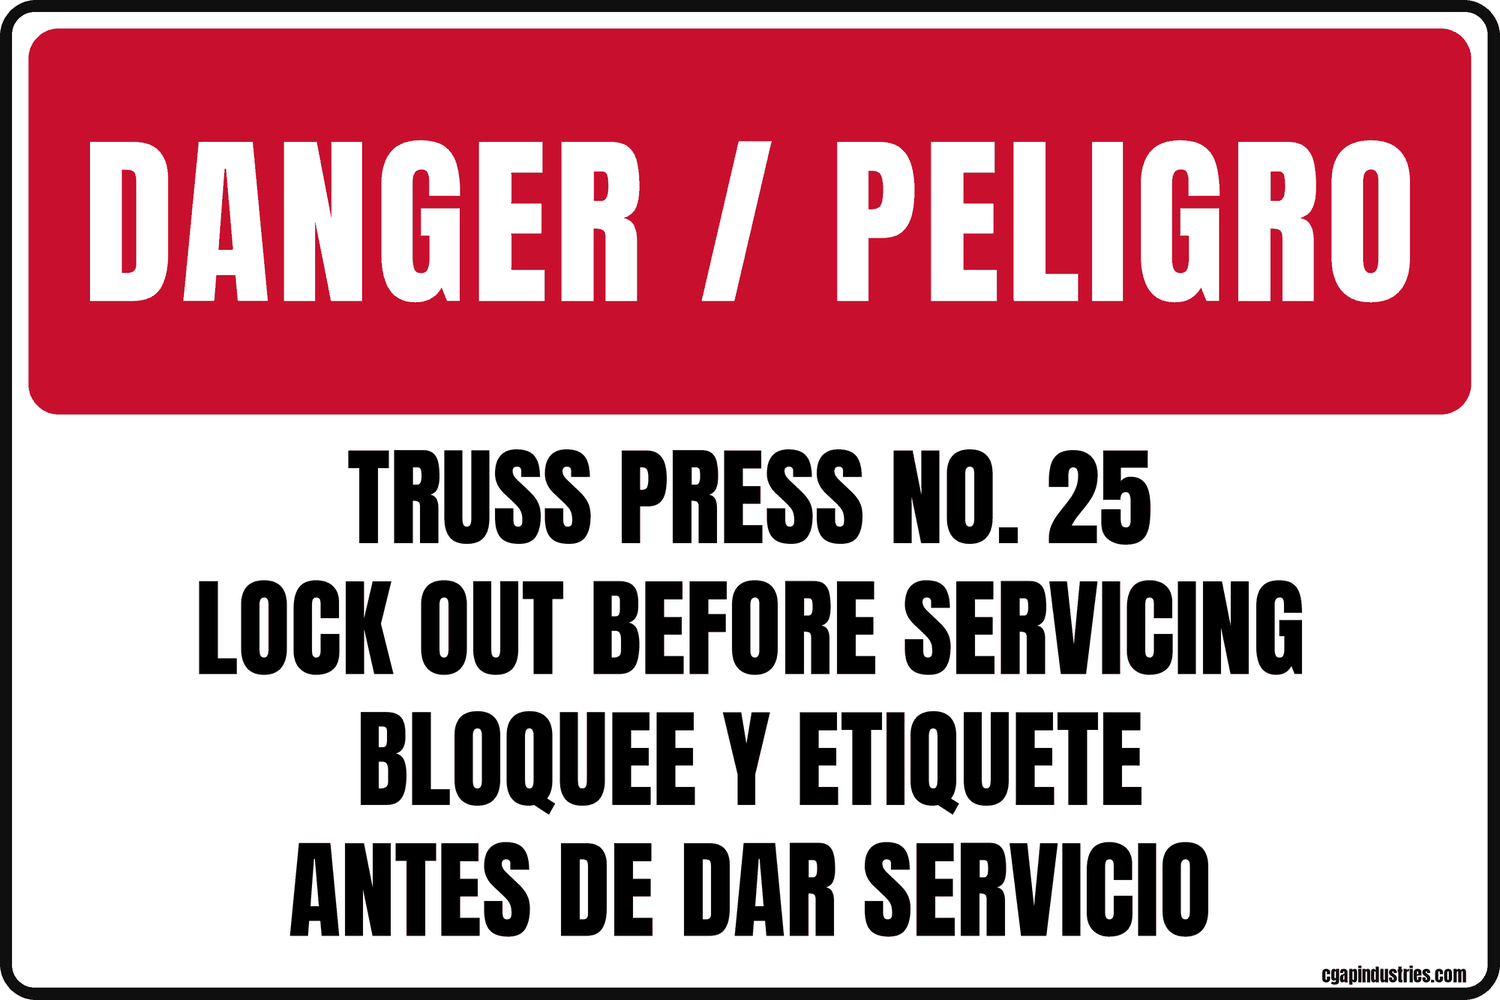 DANGER / PELIGRO
TRUSS PRESS NO. 25
LOCK OUT BEFORE SERVICING
BLOQUEE Y ETIQUETE
ANTES DE DAR SERVICIO
cgapindustries.com